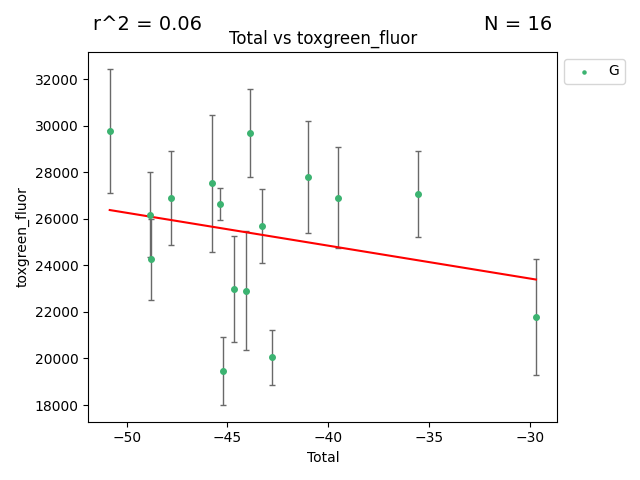 r^2 = 0.06
N = 16
Total vs toxgreen_fluor
G
32000
30000
28000
26000
24000
22000
20000
18000
toxgreen_fluor
−50
−45
−40
−35
−30
Total